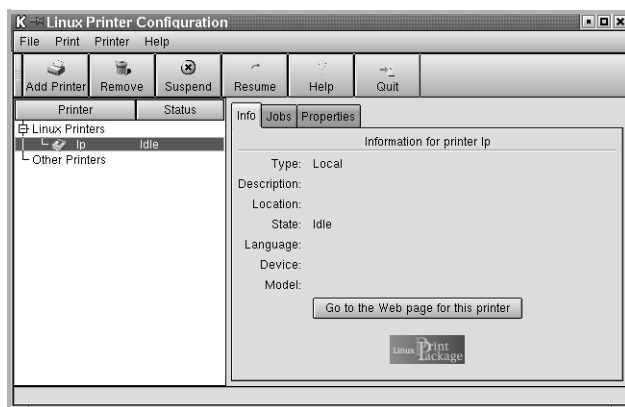 Linux Printer Configuration
File Print Printer Help
Add Printer Remove Suspend Resume Help Quit
Printer Status
Linux Printers
lp Idle
Other Printers
Info Jobs Properties
Information for printer lp
Type: Local
Description:
Location:
State: Idle
Language:
Device:
Model:
Go to the Web page for this printer
Linux Print Package